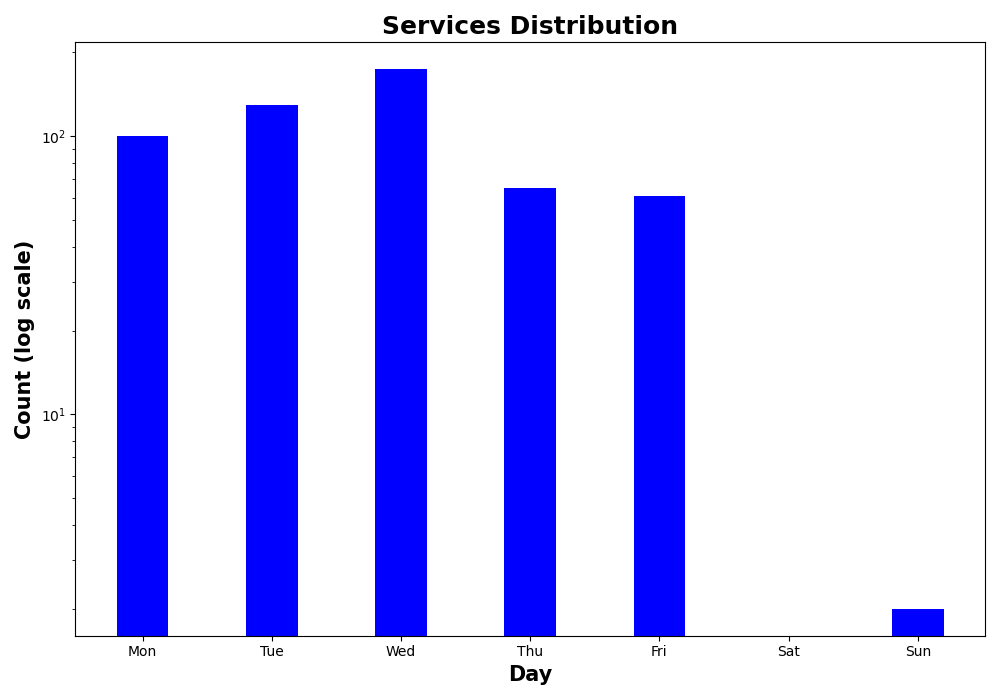 Services Distribution
Count (log scale)
10²
10¹
Mon Tue Wed Thu Fri Sat Sun
Day